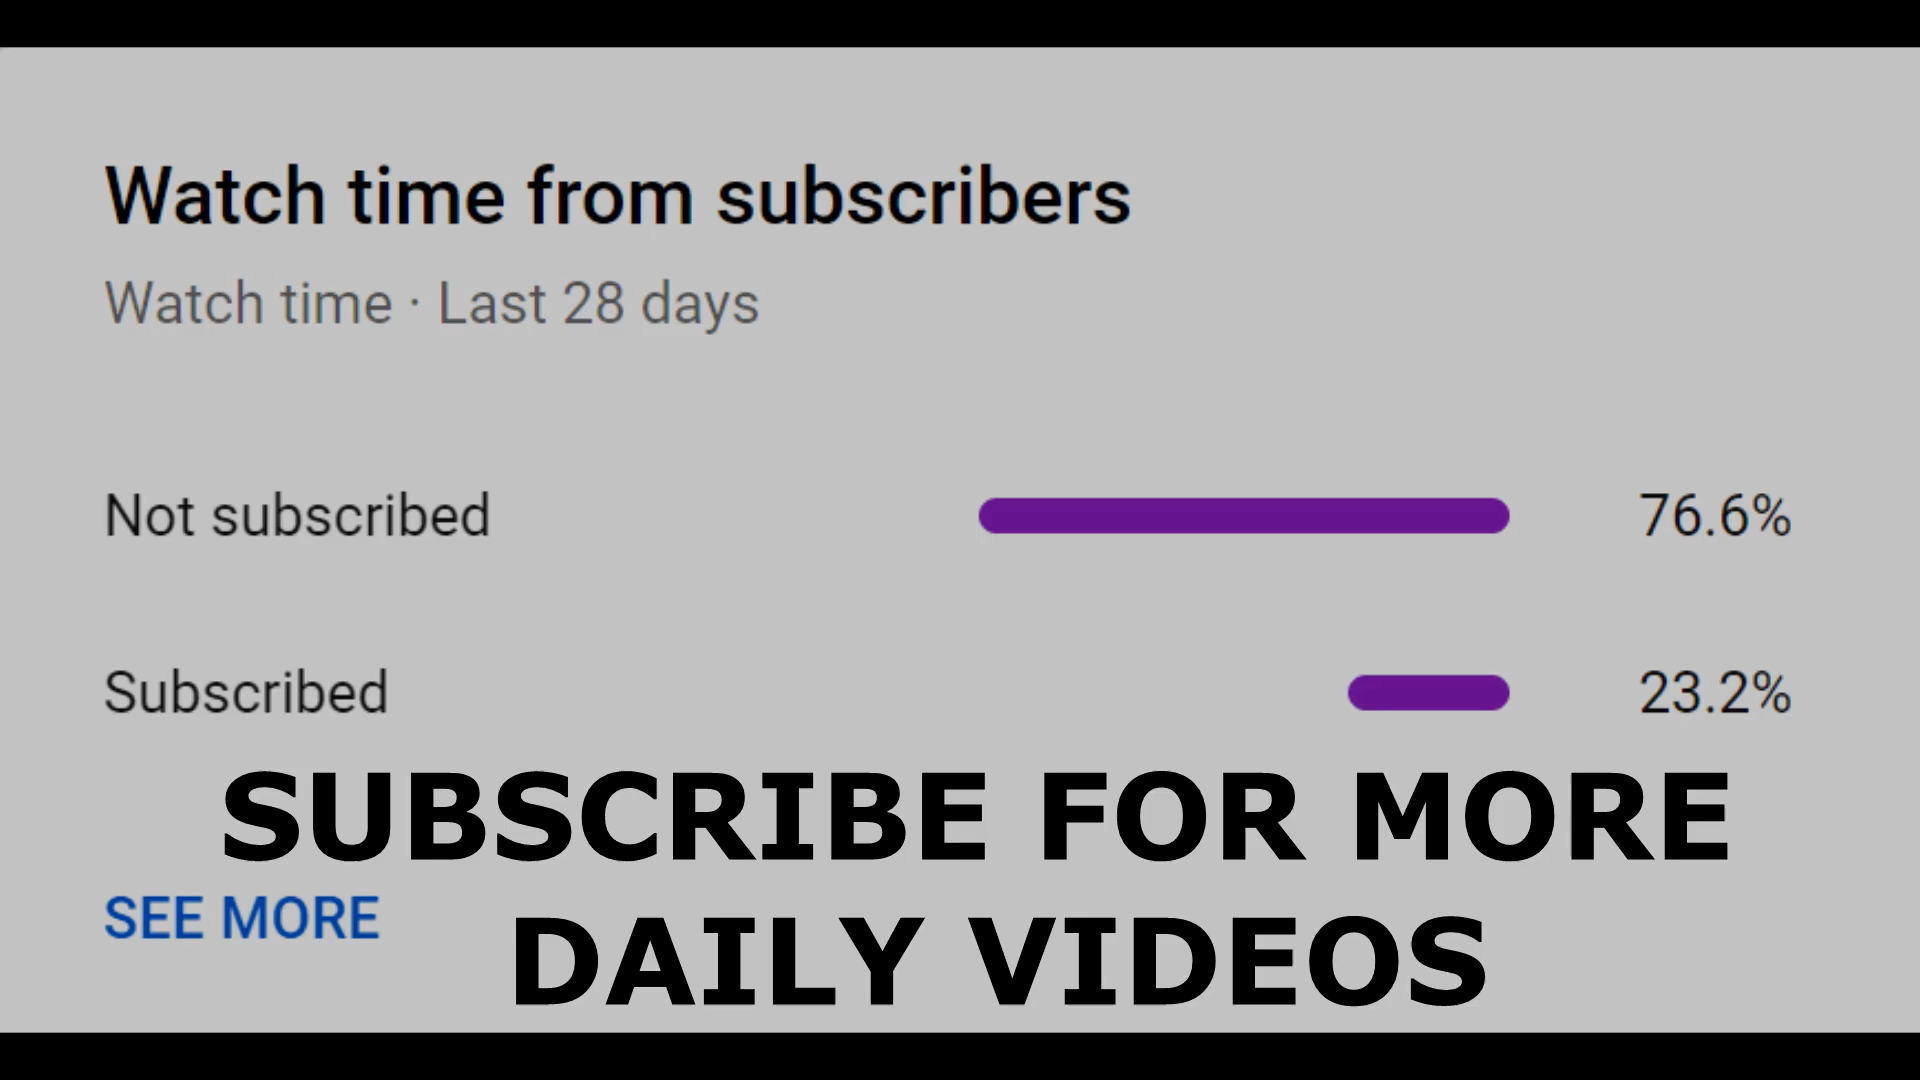 Watch time from subscribers
Watch time · Last 28 days
Not subscribed 76.6%
Subscribed 23.2%
SUBSCRIBE FOR MORE
SEE MORE
DAILY VIDEOS